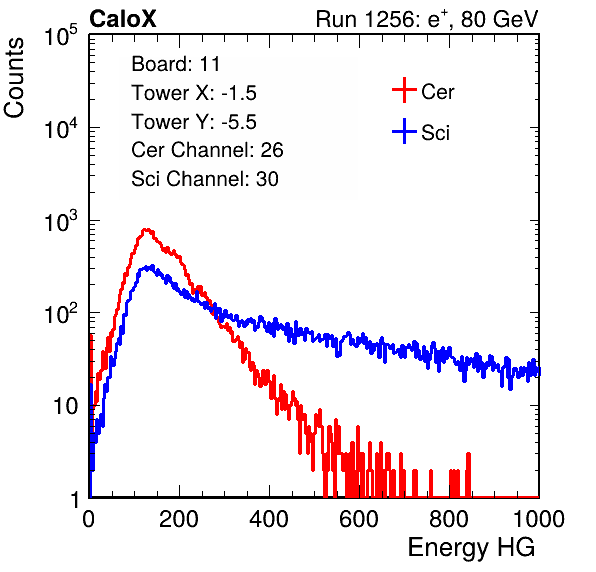 CaloX Run 1256: e⁺, 80 GeV
Counts
10⁵
10⁴
10³
10²
10
1
Board: 11
Tower X: -1.5
Tower Y: -5.5
Cer Channel: 26
Sci Channel: 30
Cer
Sci
0 200 400 600 800 1000
Energy HG